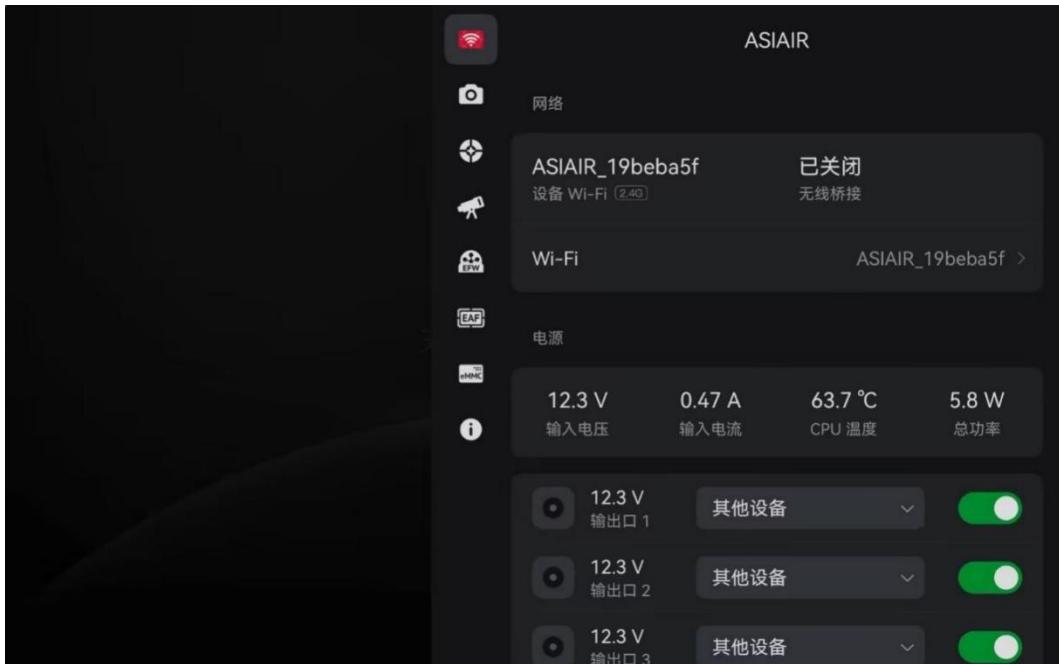 ASIAIR
网络
ASIAIR_19beba5f 已关闭
设备 Wi-Fi 2.4G 无线桥接
Wi-Fi ASIAIR_19beba5f
EFW
EAF
电源
eMMC
12.3 V 0.47 A 63.7 ℃ 5.8 W
输入电压 输入电流 CPU 温度 总功率
12.3 V 其他设备
输出口 1
12.3 V 其他设备
输出口 2
12.3 V 其他设备
输出口 3